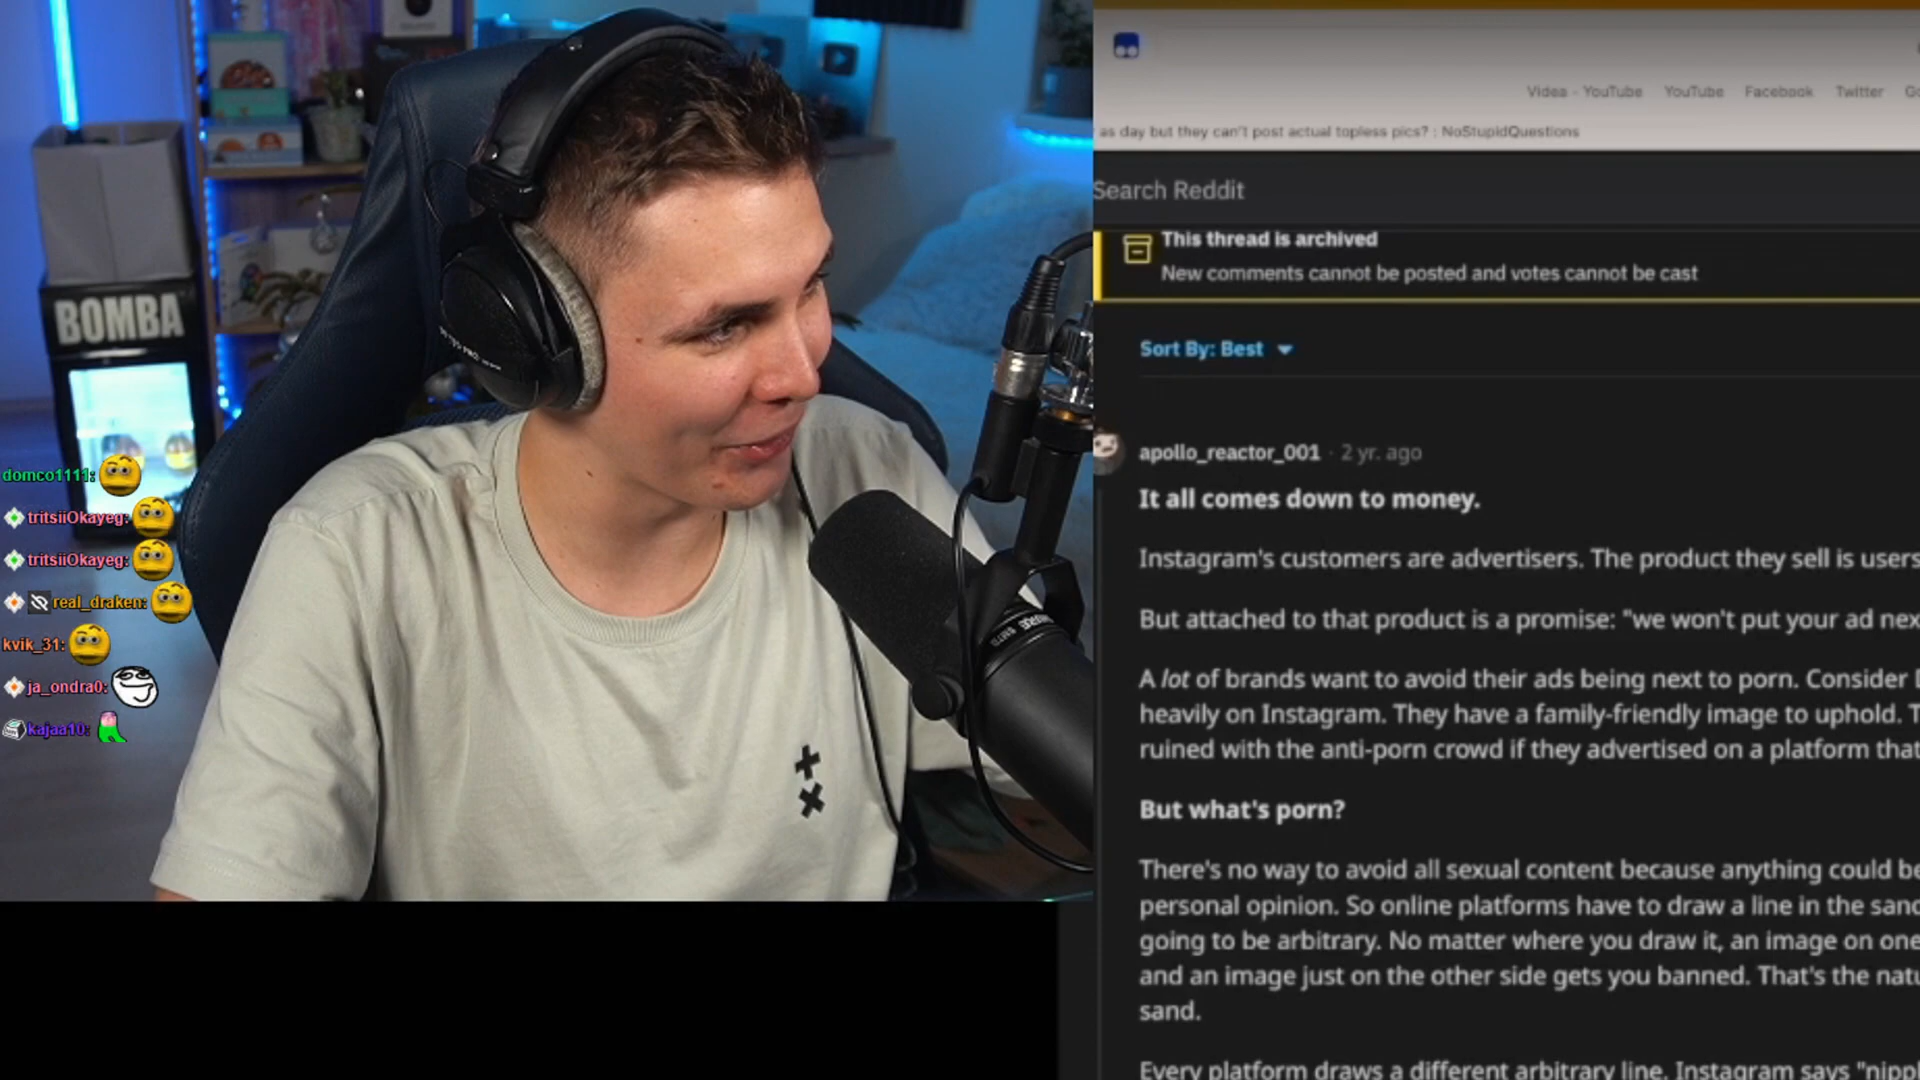 BOMBA
domco1111:
tritsiiOkayeg:
tritsiiOkayeg:
real_draken:
kvik_31:
ja_ondra0:
kajaa10:
Videa - YouTube YouTube Facebook Twitter
as day but they can't post actual topless pics? : NoStupidQuestions
Search Reddit
This thread is archived
New comments cannot be posted and votes cannot be cast
Sort By: Best
apollo_reactor_001 · 2 yr. ago
It all comes down to money.
Instagram's customers are advertisers. The product they sell is users
But attached to that product is a promise: "we won't put your ad nex
A lot of brands want to avoid their ads being next to porn. Consider
heavily on Instagram. They have a family-friendly image to uphold. T
ruined with the anti-porn crowd if they advertised on a platform that
But what's porn?
There's no way to avoid all sexual content because anything could be
personal opinion. So online platforms have to draw a line in the sand
going to be arbitrary. No matter where you draw it, an image on one
and an image just on the other side gets you banned. That's the natu
sand.
Every platform draws a different arbitrary line. Instagram says "nippl